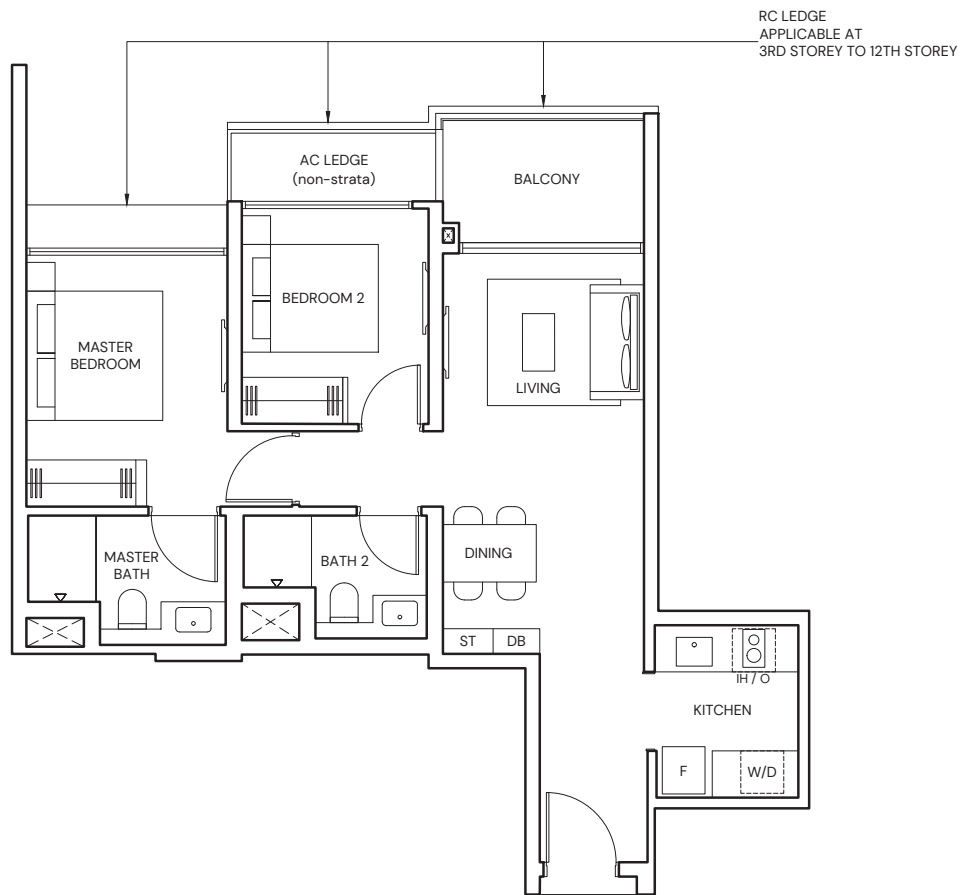 RC LEDGE
APPLICABLE AT
3RD STOREY TO 12TH STOREY
AC LEDGE
(non-strata)
BALCONY
BEDROOM 2
MASTER
BEDROOM
LIVING
MASTER
BATH
BATH 2
DINING
ST
DB
IH / O
KITCHEN
F
W/D